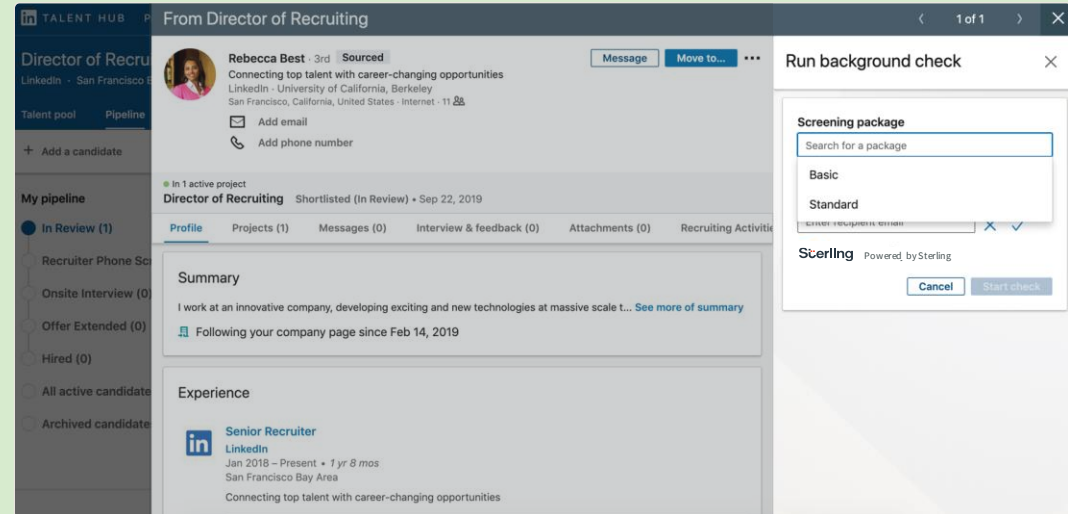 in TALENT HUB P
From Director of Recruiting
1 of 1
Director of Recru
LinkedIn · San Francisco B
Talent pool Pipeline
+ Add a candidate
My pipeline
In Review (1)
Recruiter Phone Scr
Onsite Interview (0)
Offer Extended (0)
Hired (0)
All active candidate
Archived candidate
Rebecca Best · 3rd Sourced
Connecting top talent with career-changing opportunities
LinkedIn · University of California, Berkeley
San Francisco, California, United States · Internet · 11
Add email
Add phone number
Message Move to... •••
In 1 active project
Director of Recruiting Shortlisted (In Review) • Sep 22, 2019
Profile Projects (1) Messages (0) Interview & feedback (0) Attachments (0) Recruiting Activitie
Summary
I work at an innovative company, developing exciting and new technologies at massive scale t... See more of summary
Following your company page since Feb 14, 2019
Experience
in
Senior Recruiter
LinkedIn
Jan 2018 – Present • 1 yr 8 mos
San Francisco Bay Area
Connecting top talent with career-changing opportunities
Run background check
Screening package
Search for a package
Basic
Standard
Enter recipient email
Sterling Powered by Sterling
Cancel Start check